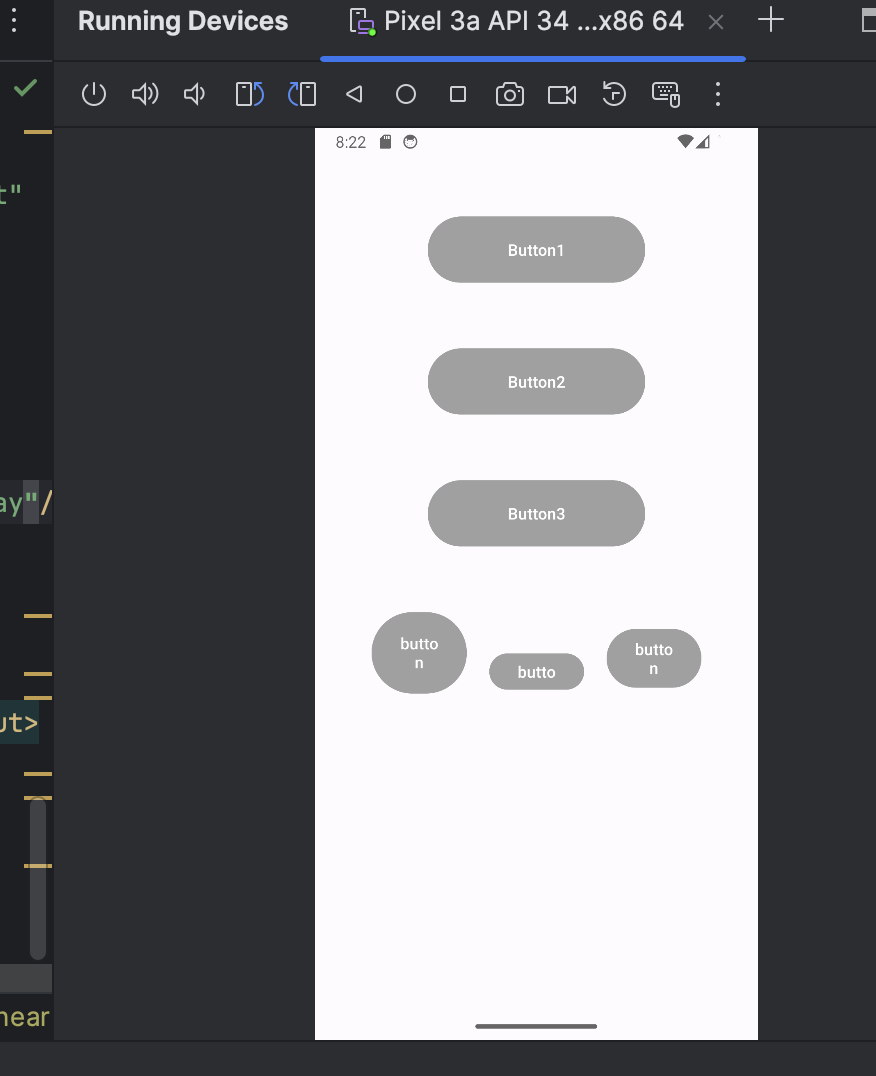 Running Devices
Pixel 3a API 34 ...x86 64
t"
8:22
Button1
Button2
Button3
ay"/
butto
n
butto
butto
n
ut>
near